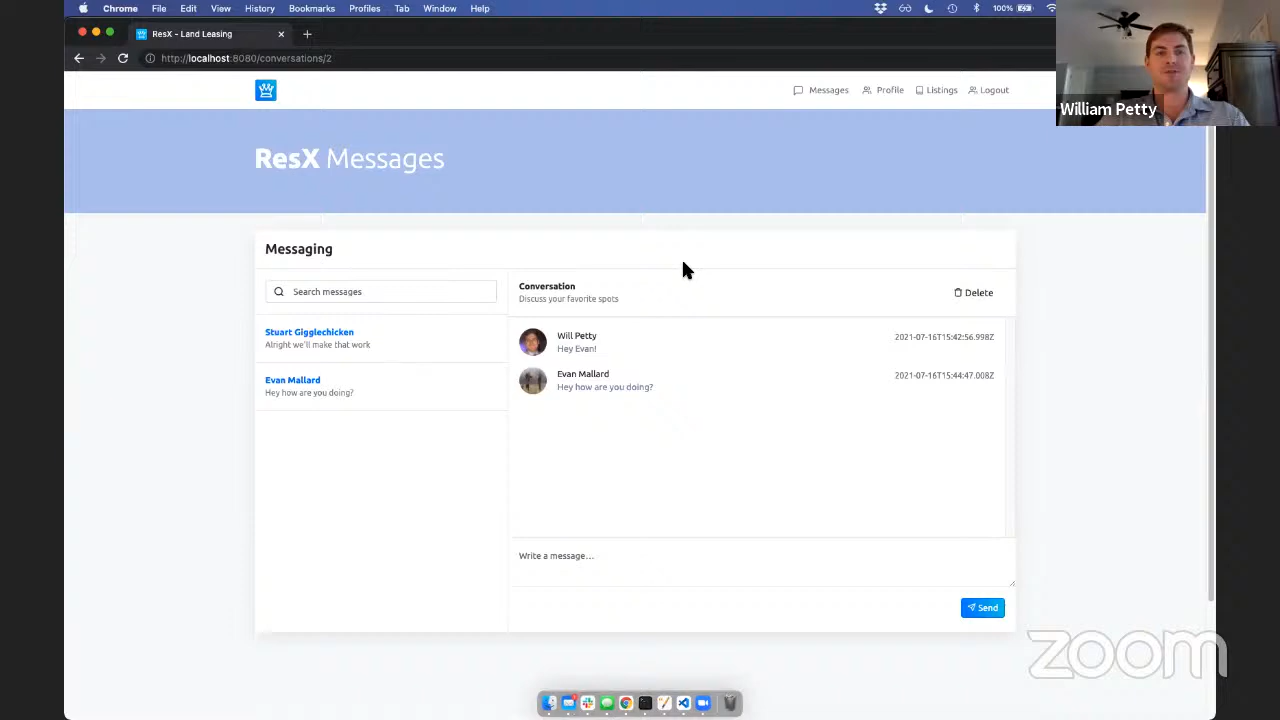 Chrome File Edit View History Bookmarks Profiles Tab Window Help 100%
ResX - Land Leasing
http://localhost:8080/conversations/2
William Petty
Messages Profile Listings Logout
ResX Messages
Messaging
Search messages
Conversation
Discuss your favorite spots
Delete
Stuart Gigglechicken
Alright we'll make that work
Evan Mallard
Hey how are you doing?
Will Petty 2021-07-16T15:42:56.998Z
Hey Evan!
Evan Mallard 2021-07-16T15:44:47.008Z
Hey how are you doing?
Write a message...
Send
zoom